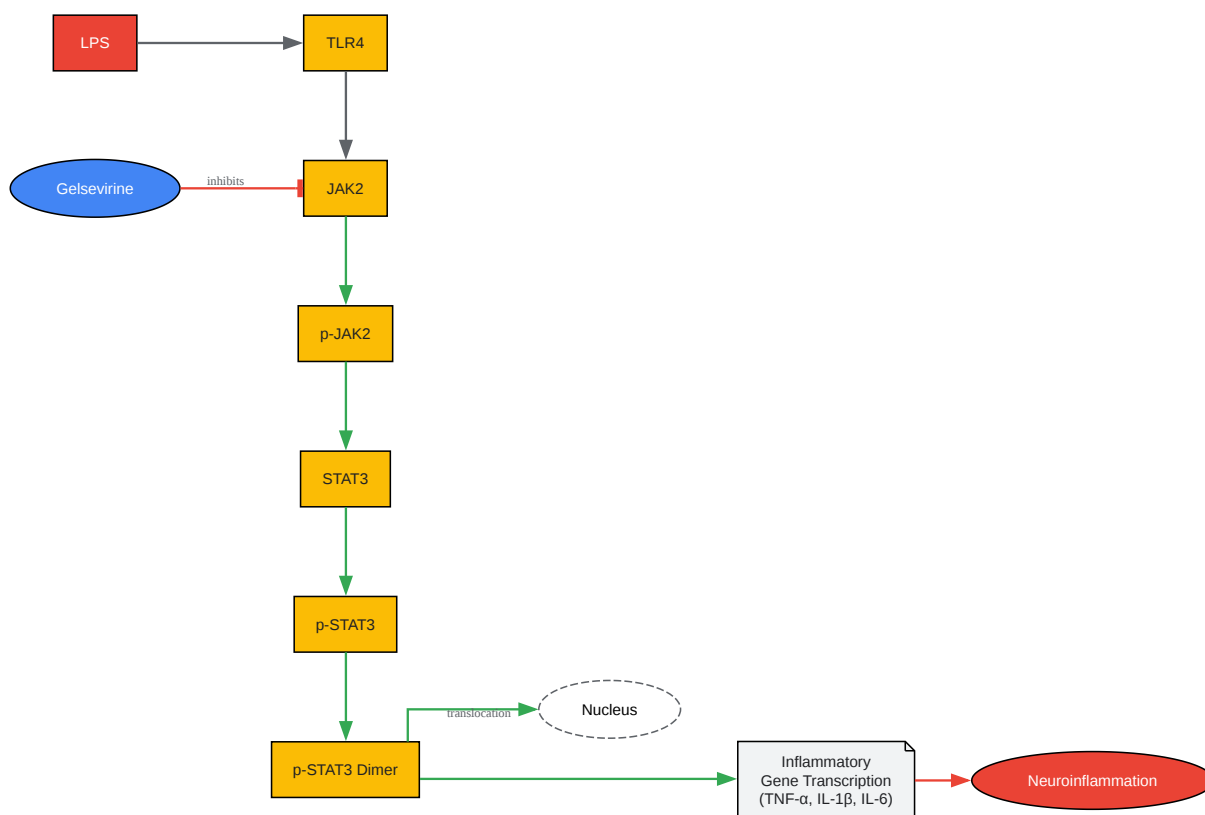 LPS
TLR4
Gelsevirine
inhibits
JAK2
p-JAK2
STAT3
p-STAT3
translocation
Nucleus
p-STAT3 Dimer
Inflammatory
Gene Transcription
(TNF-α, IL-1β, IL-6)
Neuroinflammation